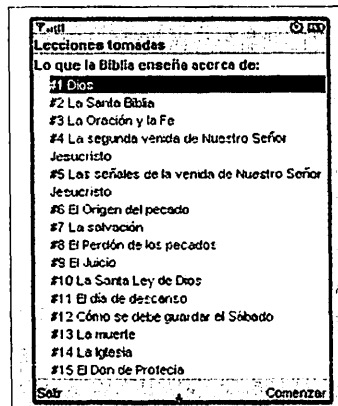 Lecciones tomadas
Lo que la Biblia enseña acerca de:
#1 Dios
#2 La Santa Biblia
#3 La Oración y la Fe
#4 La segunda venida de Nuestro Señor
Jesucristo
#5 Las señales de la venida de Nuestro Señor
Jesucristo
#6 El Origen del pecado
#7 La salvación
#8 El Perdón de los pecados
#9 El Juicio
#10 La Santa Ley de Dios
#11 El día de descanso
#12 Cómo se debe guardar el Sábado
#13 La muerte
#14 La Iglesia
#15 El Don de Profecia
Salir
Comenzar